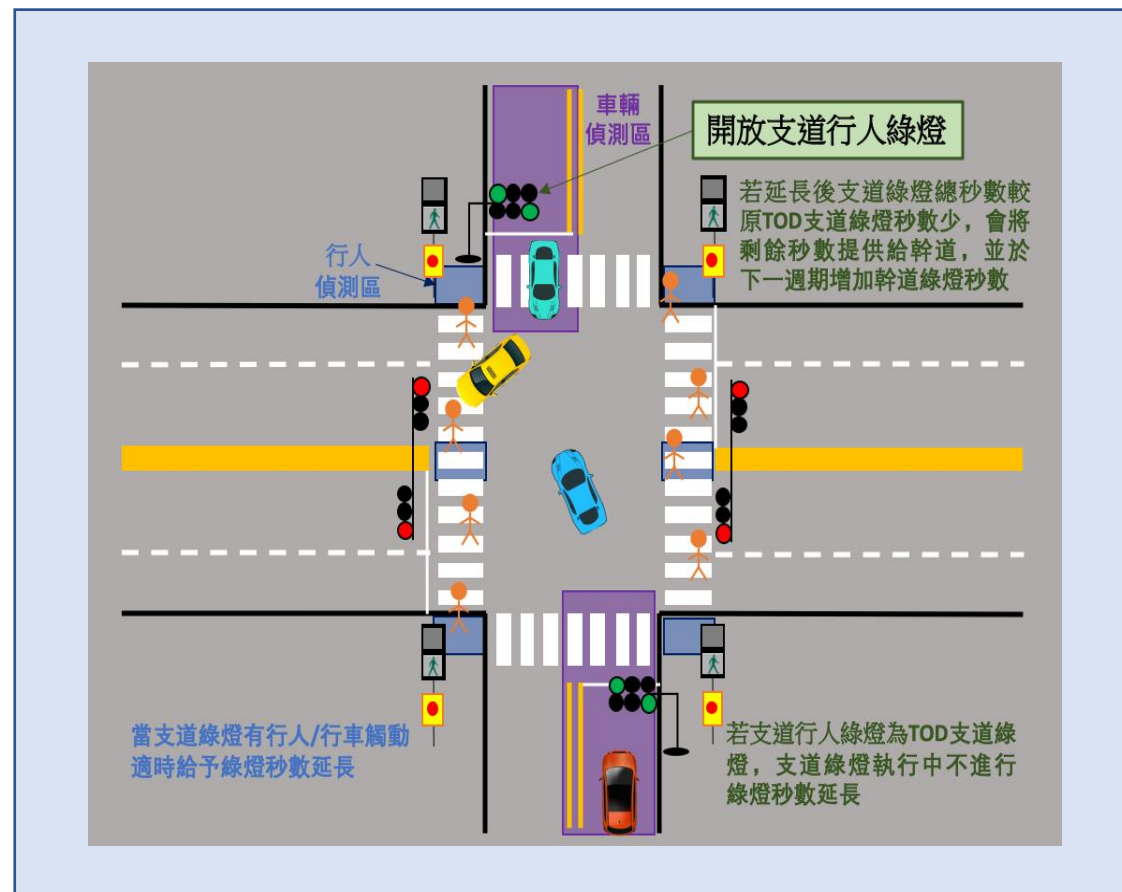 車輛
偵測區
開放支道行人綠燈
若延長後支道綠燈總秒數較
原TOD支道綠燈秒數少，會將
剩餘秒數提供給幹道，並於
下一週期增加幹道綠燈秒數
行人
偵測區
當支道綠燈有行人/行車觸動
適時給予綠燈秒數延長
若支道行人綠燈為TOD支道綠
燈，支道綠燈執行中不進行
綠燈秒數延長